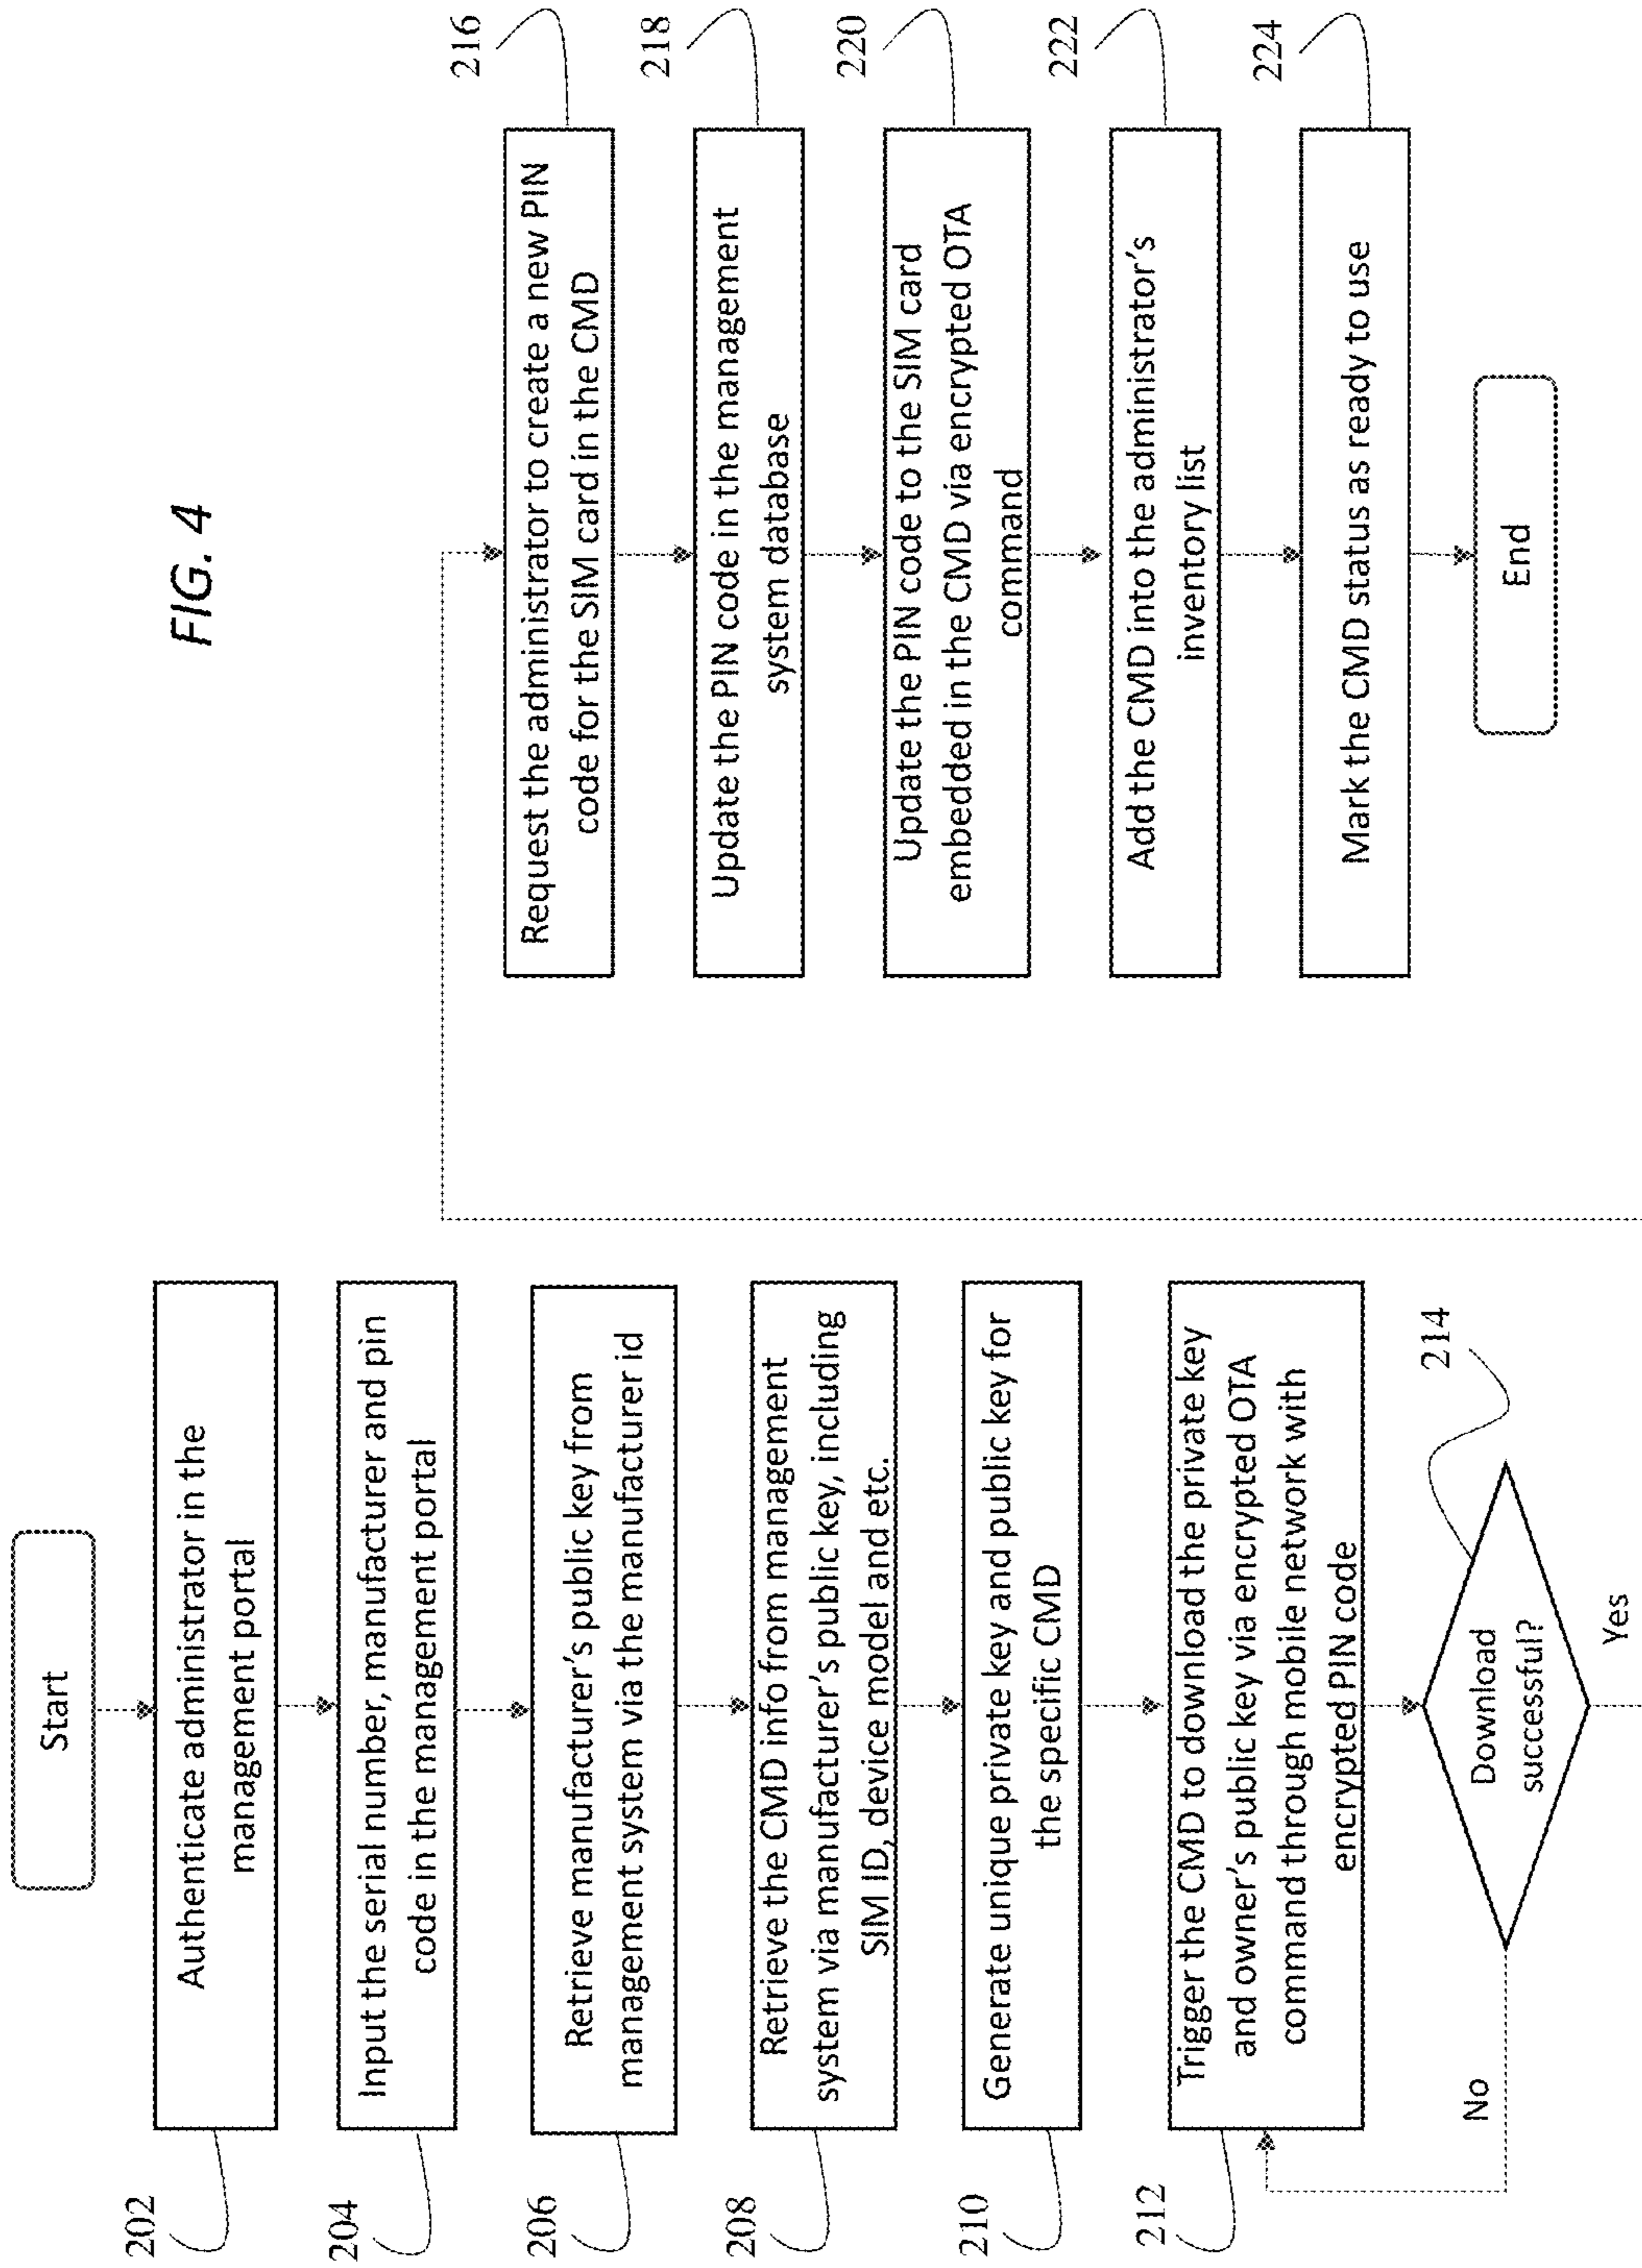 FIG. 4
Start
202
Authenticate administrator in the
management portal
204
Input the serial number, manufacturer and pin
code in the management portal
206
Retrieve manufacturer's public key from
management system via the manufacturer id
208
Retrieve the CMD info from management
system via manufacturer's public key, including
SIM ID, device model and etc.
210
Generate unique private key and public key for
the specific CMD
212
Trigger the CMD to download the private key
and owner's public key via encrypted OTA
command through mobile network with
encrypted PIN code
214
Download
successful?
No
Yes
216
Request the administrator to create a new PIN
code for the SIM card in the CMD
218
Update the PIN code in the management
system database
220
Update the PIN code to the SIM card
embedded in the CMD via encrypted OTA
command
222
Add the CMD into the administrator's
inventory list
224
Mark the CMD status as ready to use
End